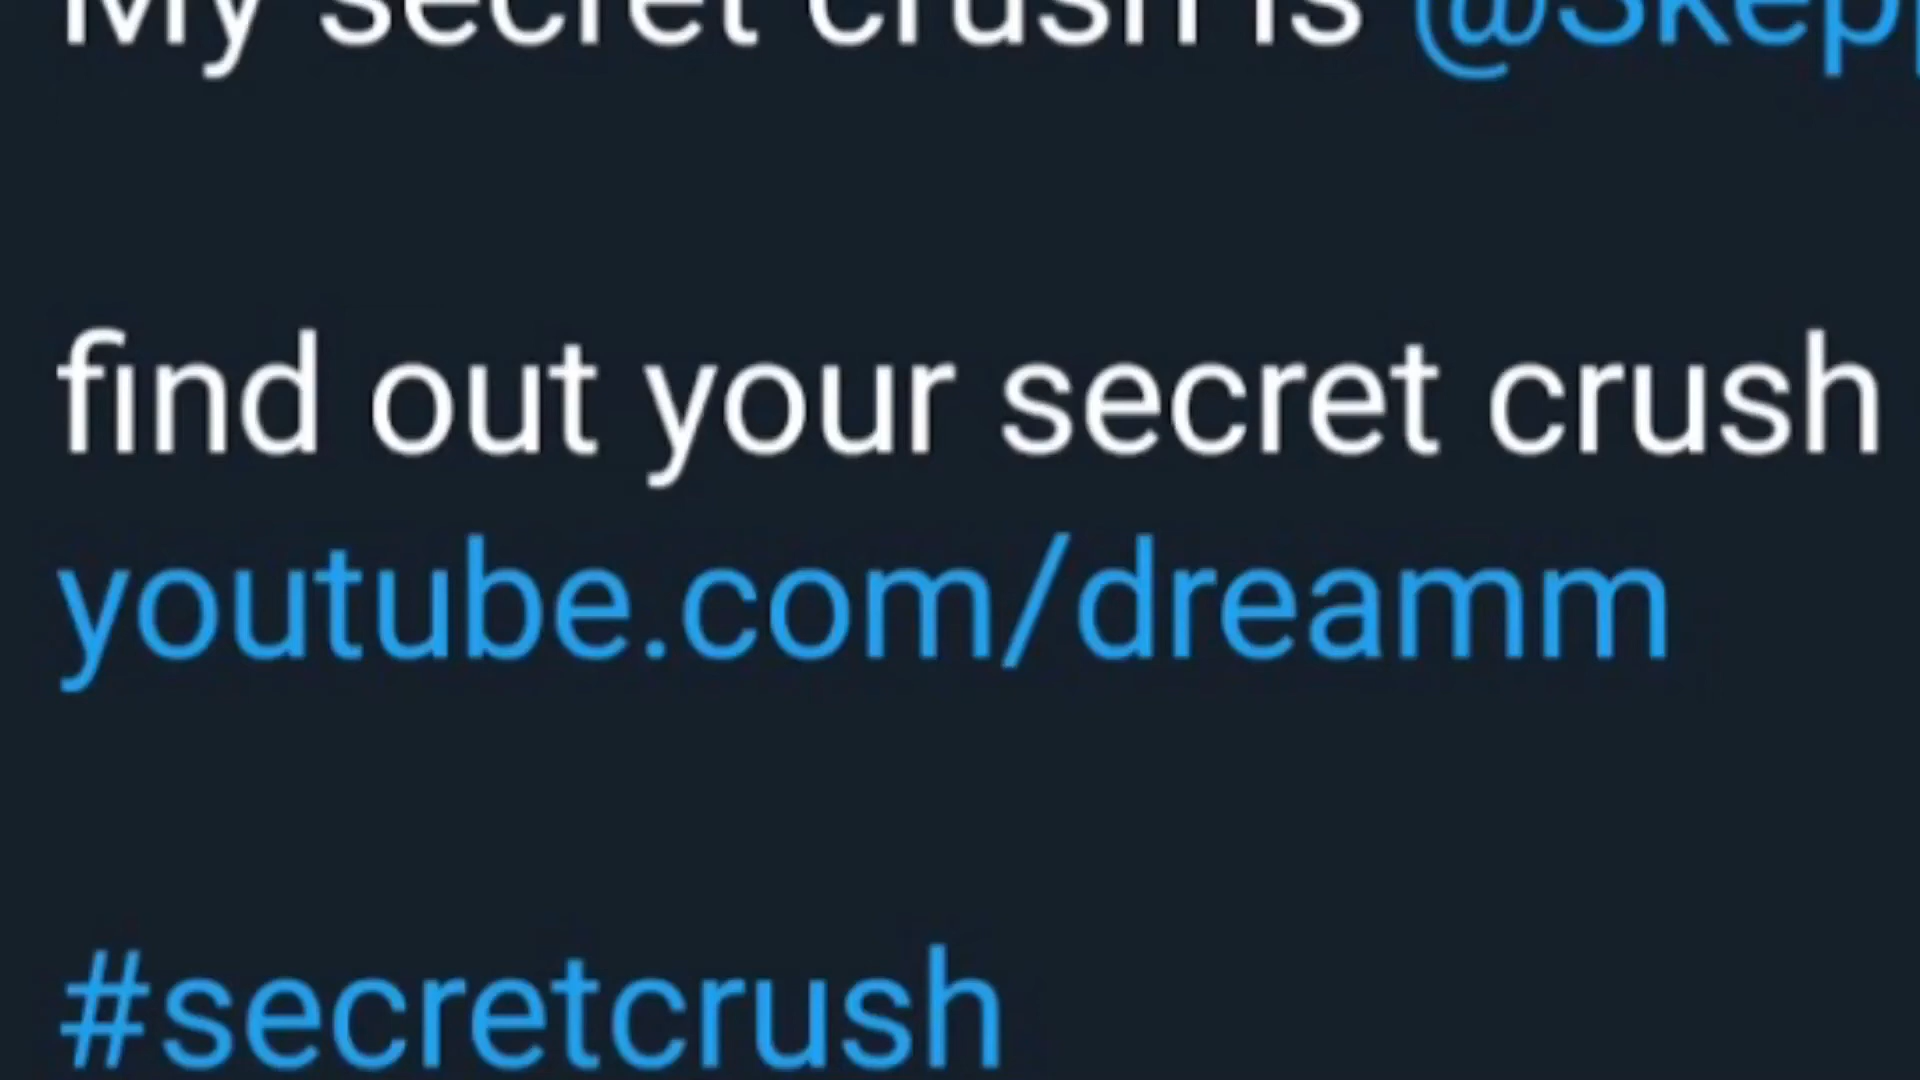 My secret crush is
find out your secret crush
youtube.com/dreamm
#secretcrush